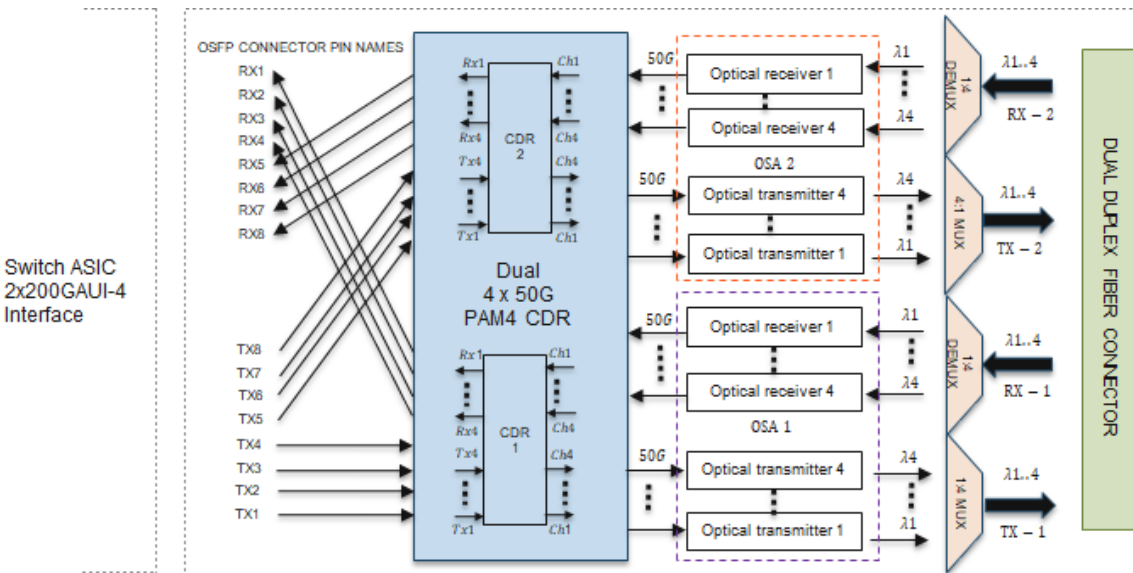 Switch ASIC
2x200GAUI-4
Interface
OSFP CONNECTOR PIN NAMES
RX1
RX2
RX3
RX4
RX5
RX6
RX7
RX8
TX8
TX7
TX6
TX5
TX4
TX3
TX2
TX1
Rx1
Rx4
Tx4
Tx1
CDR
2
Ch1
Ch4
Ch4
Ch1
Dual
4 x 50G
PAM4 CDR
Rx1
Rx4
Tx4
Tx1
CDR
1
Ch1
Ch4
Ch4
Ch1
50G
50G
50G
50G
Optical receiver 1
Optical receiver 4
OSA 2
Optical transmitter 4
Optical transmitter 1
Optical receiver 1
Optical receiver 4
OSA 1
Optical transmitter 4
Optical transmitter 1
λ1
λ4
λ4
λ1
λ1
λ4
λ4
λ1
1:4
DEMUX
4:1 MUX
1:4
DEMUX
1:4 MUX
λ1..4
RX − 2
λ1..4
TX − 2
λ1..4
RX − 1
λ1..4
TX − 1
DUAL DUPLEX FIBER CONNECTOR